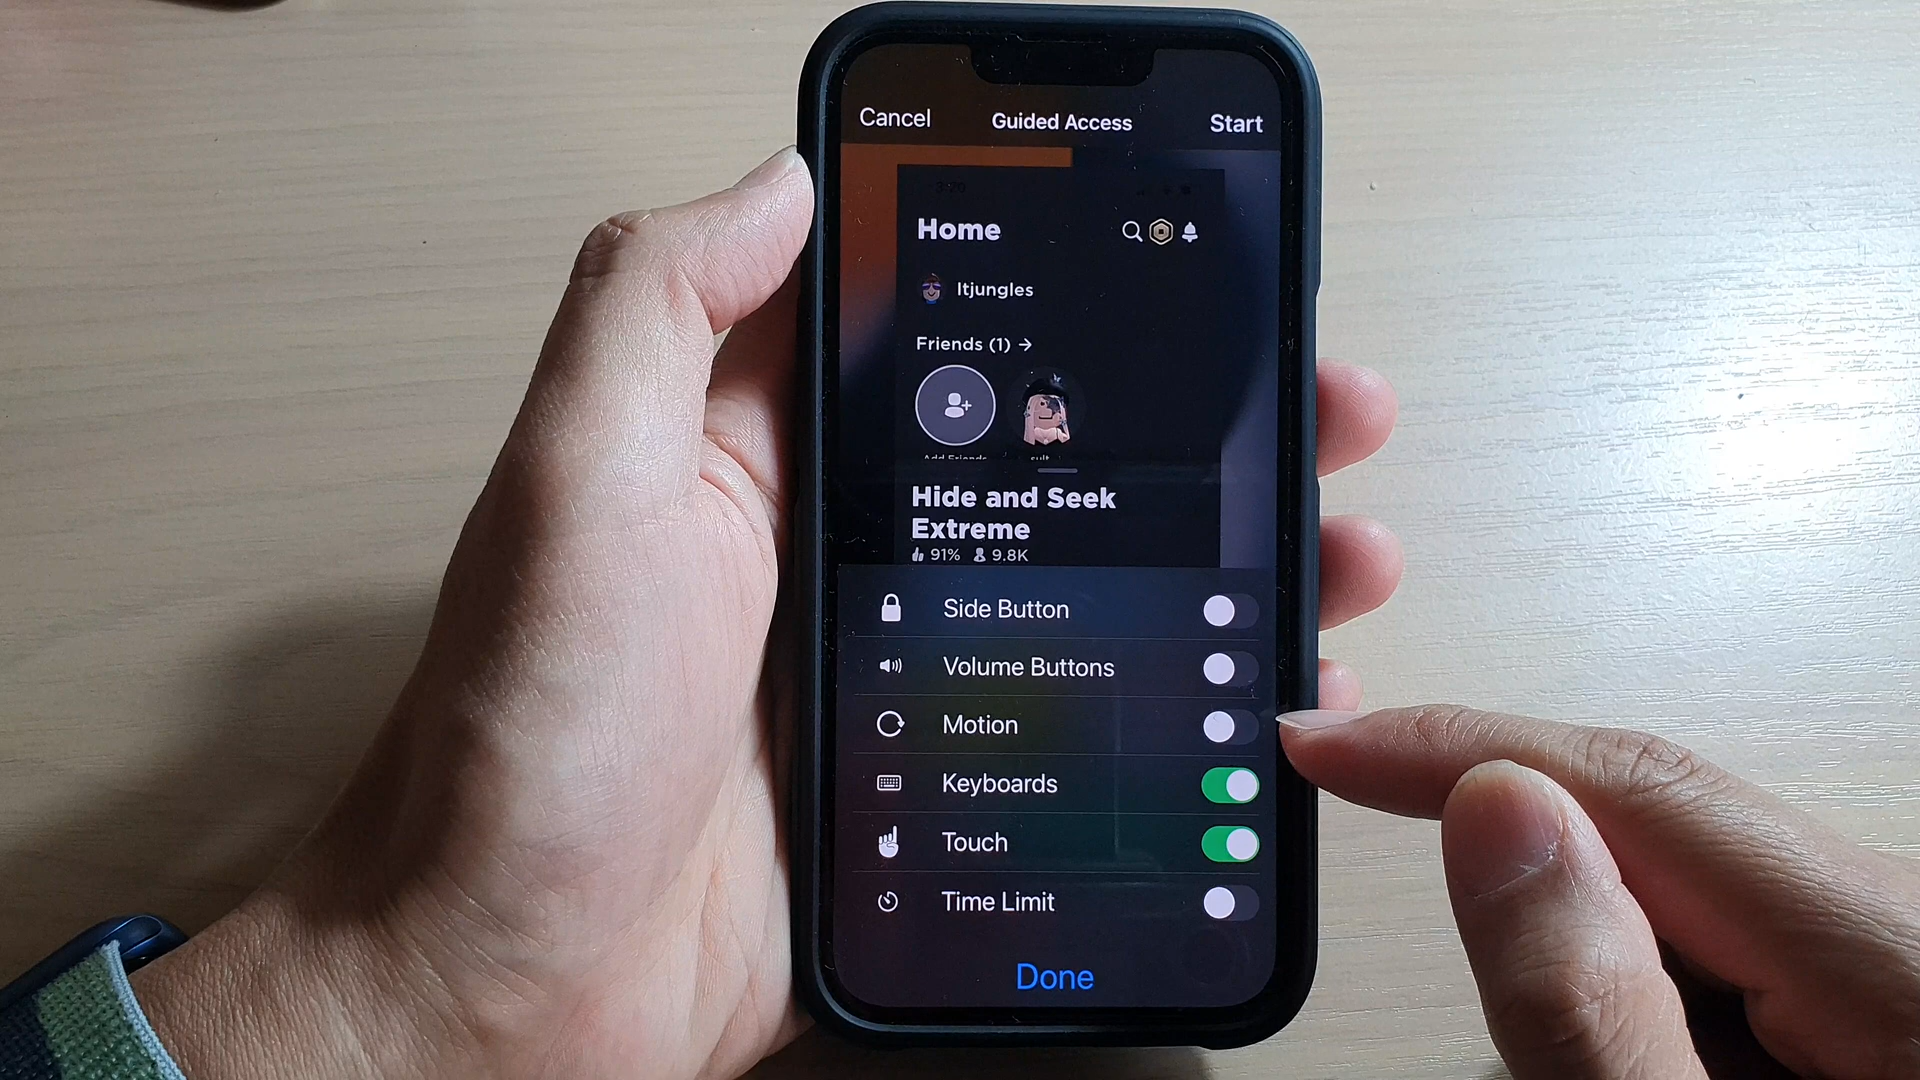 Cancel Guided Access Start
Home
Itjungles
Friends (1) →
Hide and Seek
Extreme
91% 9.8K
Side Button
Volume Buttons
Motion
Keyboards
Touch
Time Limit
Done